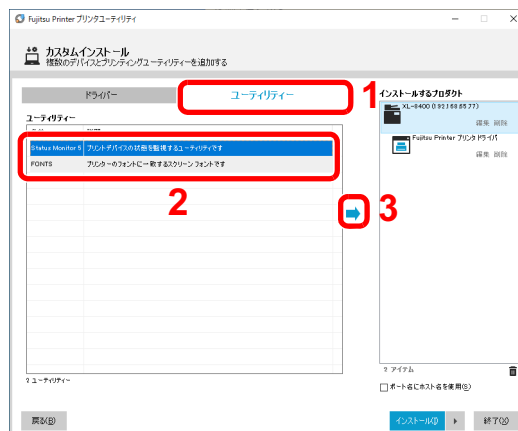 Fujitsu Printer プリンタユーティリティ
カスタムインストール
複数のデバイスとプリンティングユーティリティーを追加する
ドライバー
ユーティリティー
1
インストールするプロダクト
XL-8400 (192.168.65.77)
編集 削除
Fujitsu Printer プリンタドライバ
編集 削除
ユーティリティー
Status Monitor 5 プリントデバイスの状態を監視するユーティリティです
FONTS プリンターのフォントに一致するスクリーン フォントです
2
3
2 ユーティリティー
2 アイテム
ポート名にホスト名を使用(S)
戻る(B)
インストール(I)
終了(X)